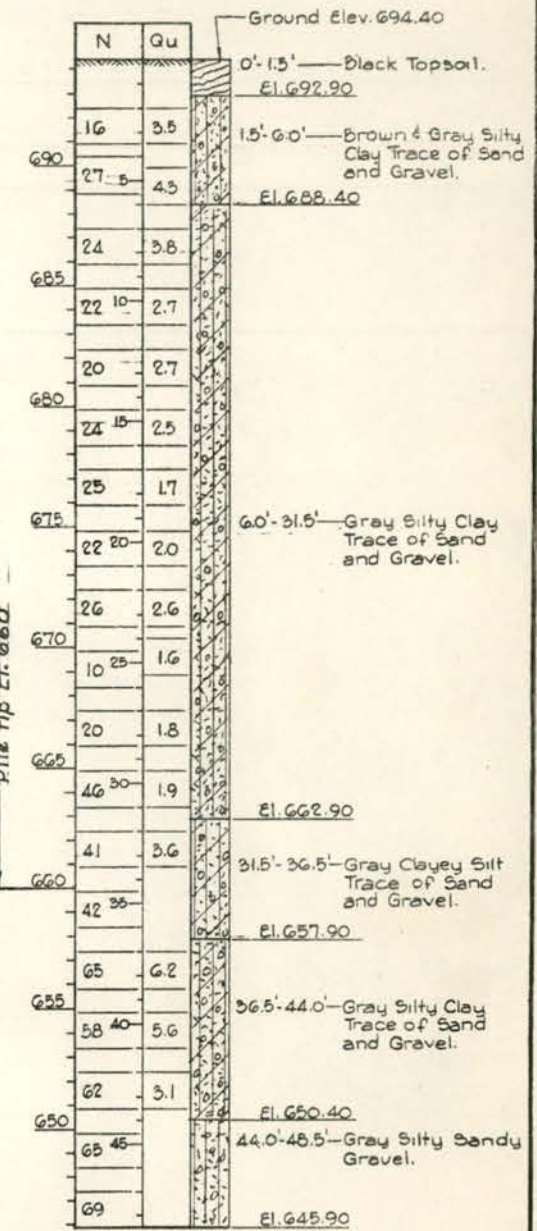 Ground Elev. 694.40
N Qu
0'-1.5' Black Topsoil.
El. 692.90
16 3.5
1.5'-6.0' Brown & Gray Silty
Clay Trace of Sand
and Gravel.
690
27 5 4.3
El. 688.40
24 3.8
685
22 10 2.7
20 2.7
680
24 15 2.5
25 1.7
675
6.0'-31.5' Gray Silty Clay
Trace of Sand
and Gravel.
22 20 2.0
26 2.6
670
10 25 1.6
20 1.8
665
46 30 1.9
El. 662.90
41 3.6
31.5'-36.5' Gray Clayey Silt
Trace of Sand
and Gravel.
660
Pile Tip El. 660
42 35
El. 657.90
65 6.2
655
36.5'-44.0' Gray Silty Clay
Trace of Sand
and Gravel.
58 40 5.6
62 3.1
El. 650.40
650
65 45
44.0'-48.5' Gray Silty Sandy
Gravel.
69
El. 645.90